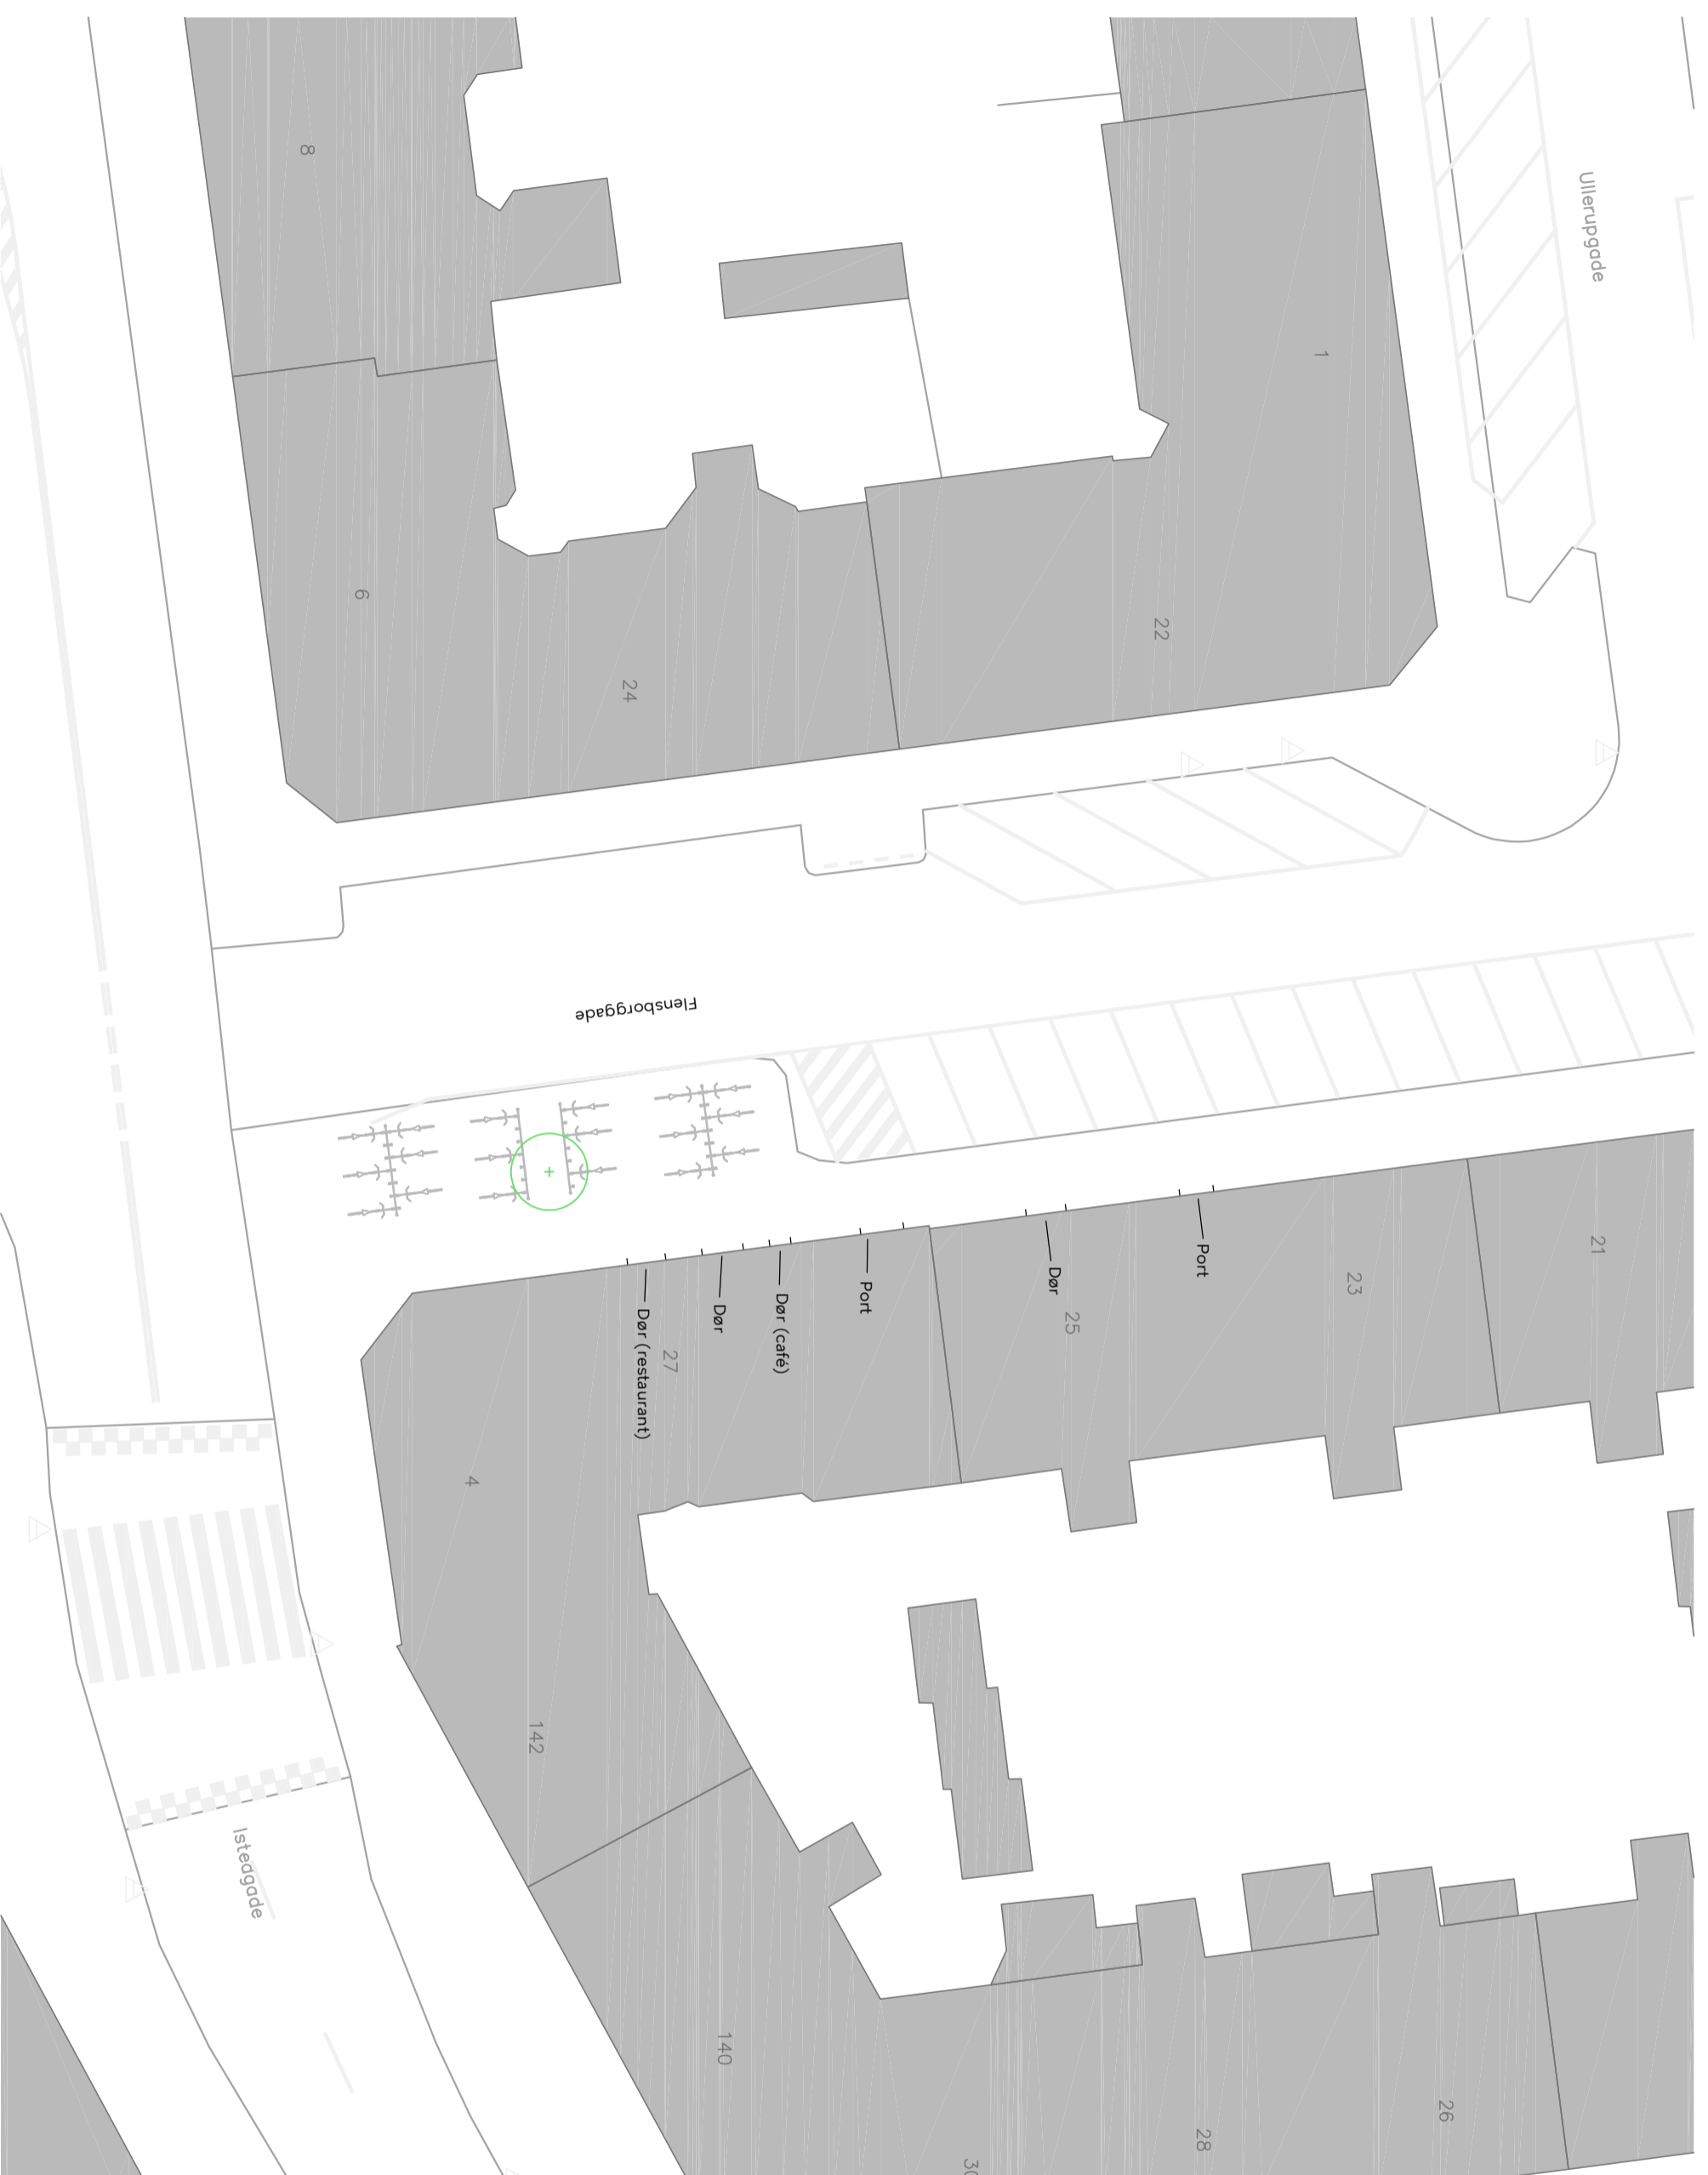 8
Ullerupgade
1
6
22
24
Flensborggade
21
Port
23
Dør
25
Port
Dør (café)
Dør
Dør (restaurant)
27
4
142
Istedgade
140
26
28
30